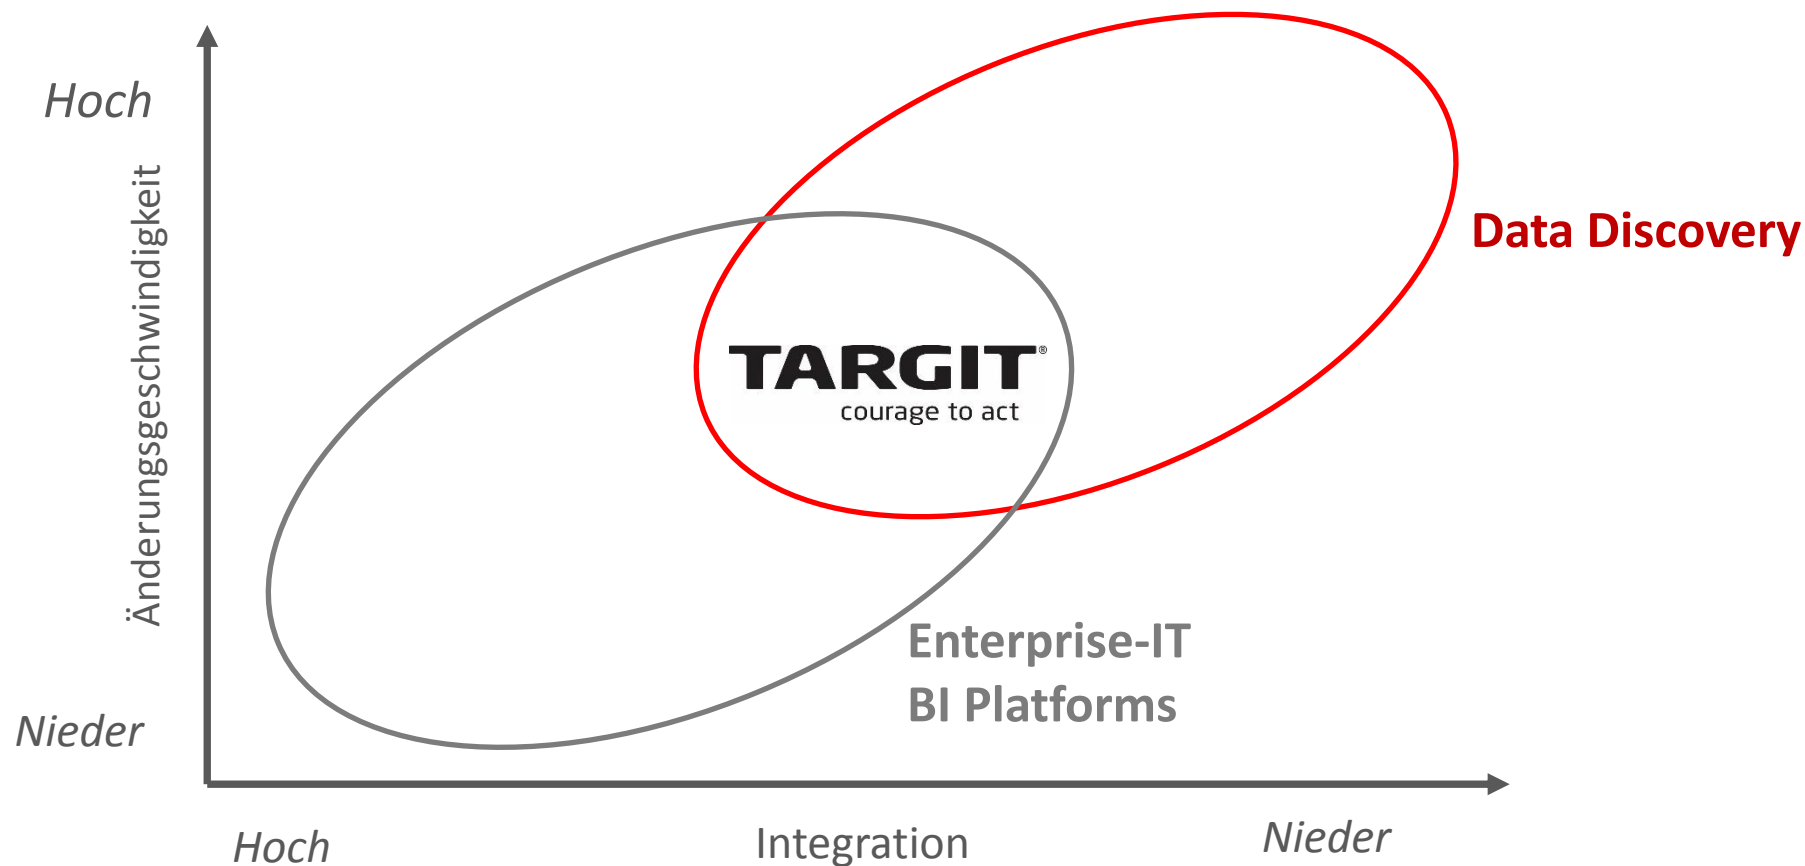 Hoch
Änderungsgeschwindigkeit
Data Discovery
TARGIT®
courage to act
Enterprise-IT
BI Platforms
Nieder
Hoch
Integration
Nieder